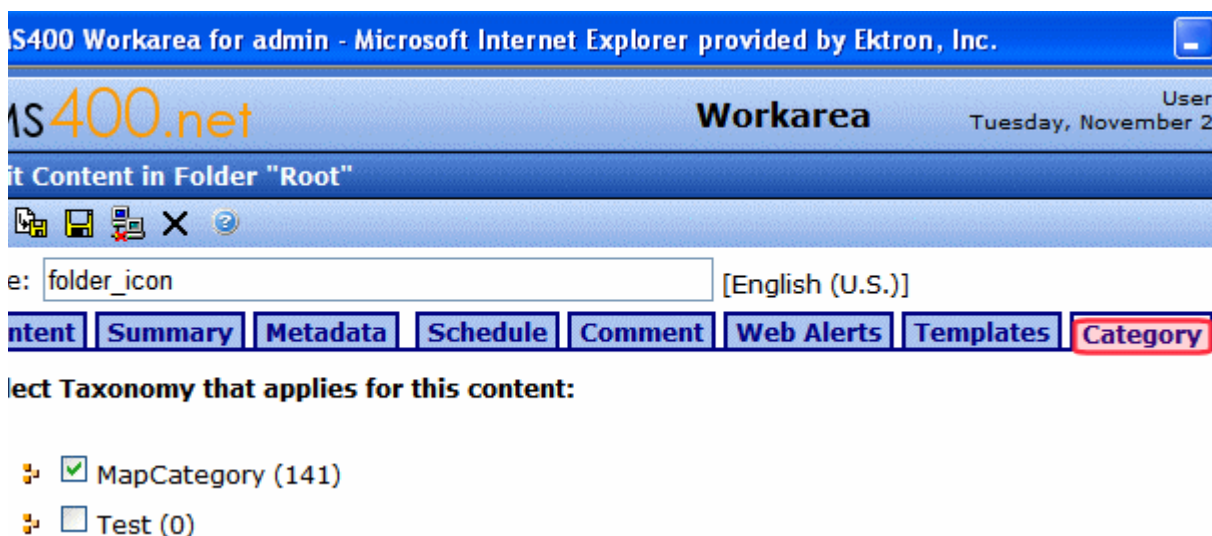 MS400 Workarea for admin - Microsoft Internet Explorer provided by Ektron, Inc.
MS400.net
Workarea
User
Tuesday, November 2
it Content in Folder "Root"
e: folder_icon [English (U.S.)]
ntent Summary Metadata Schedule Comment Web Alerts Templates Category
lect Taxonomy that applies for this content:
MapCategory (141)
Test (0)